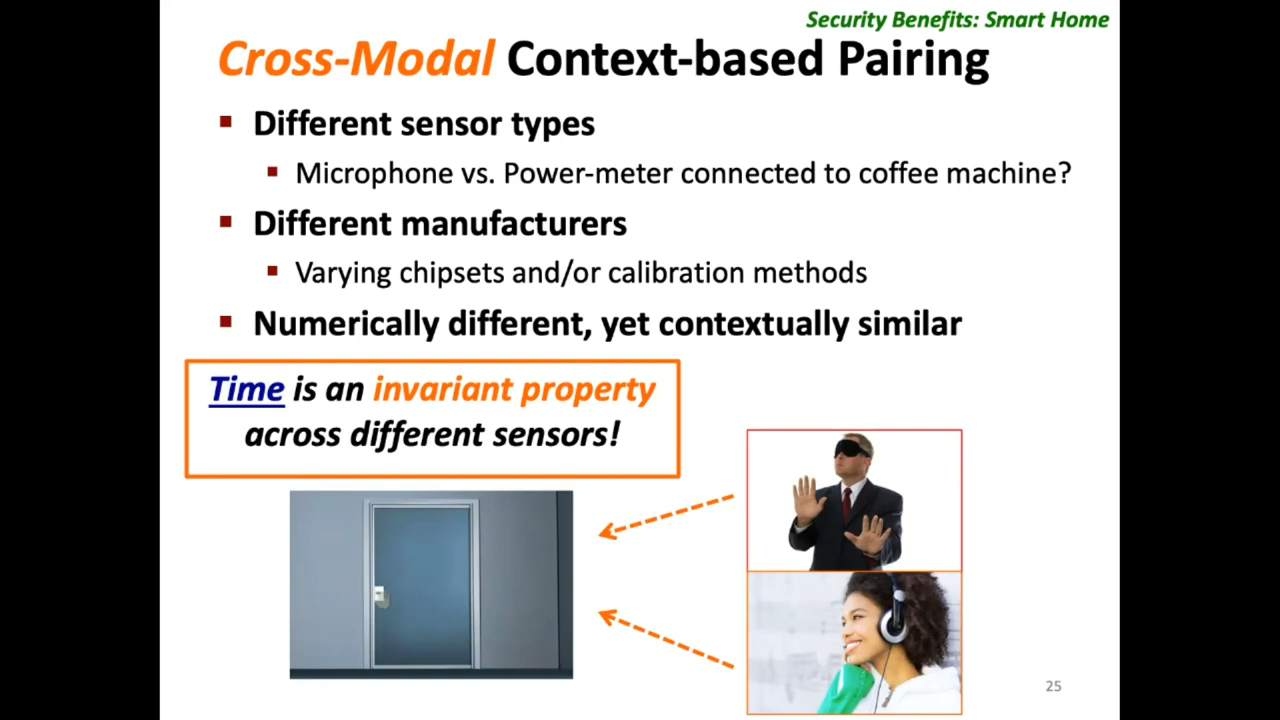 Security Benefits: Smart Home
Cross-Modal Context-based Pairing
▪ Different sensor types
▪ Microphone vs. Power-meter connected to coffee machine?
▪ Different manufacturers
▪ Varying chipsets and/or calibration methods
▪ Numerically different, yet contextually similar
Time is an invariant property
across different sensors!
25